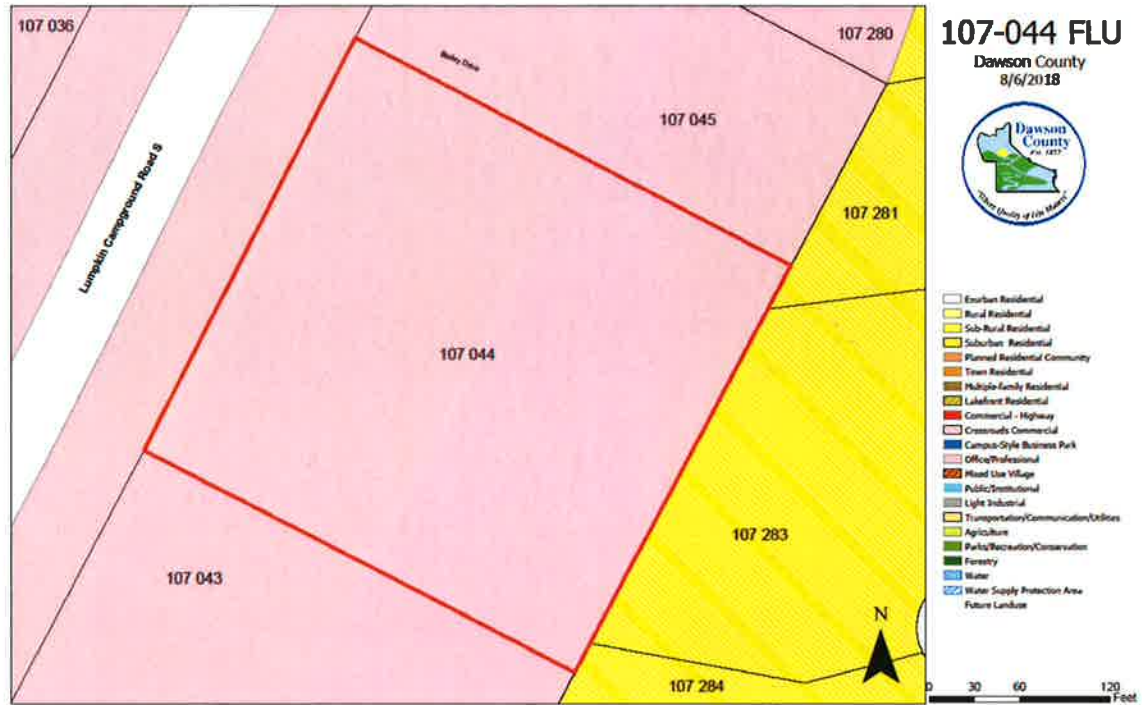 107-044 FLU
Dawson County
8/6/2018
Dawson
County
Est. 1857
107 036
107 280
107 045
Lumpkin Campground Road S
107 281
107 044
107 283
107 043
107 284
N
Exurban Residential
Rural Residential
Sub-Rural Residential
Suburban Residential
Planned Residential Community
Town Residential
Multiple-family Residential
Lakefront Residential
Commercial - Highway
Crossroads Commercial
Campus-Style Business Park
Office/Professional
Mixed Use Village
Public/Institutional
Light Industrial
Transportation/Communication/Utilities
Agriculture
Parks/Recreation/Conservation
Forestry
Water
Water Supply Protection Area
Future Landuse
0 30 60 120
Feet